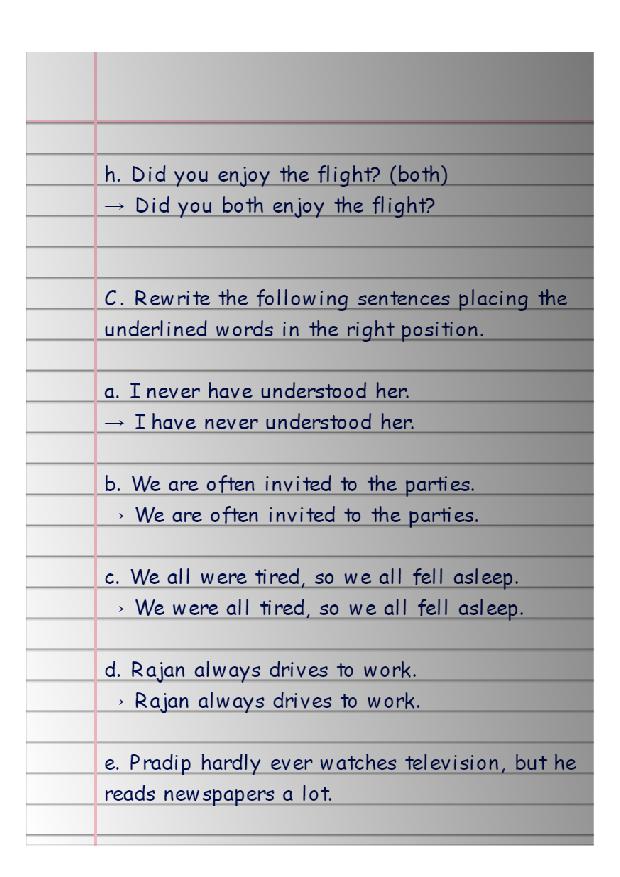 h. Did you enjoy the flight? (both)
→ Did you both enjoy the flight?
C. Rewrite the following sentences placing the
underlined words in the right position.
a. I never have understood her.
→ I have never understood her.
b. We are often invited to the parties.
→ We are often invited to the parties.
c. We all were tired, so we all fell asleep.
→ We were all tired, so we all fell asleep.
d. Rajan always drives to work.
→ Rajan always drives to work.
e. Pradip hardly ever watches television, but he
reads newspapers a lot.